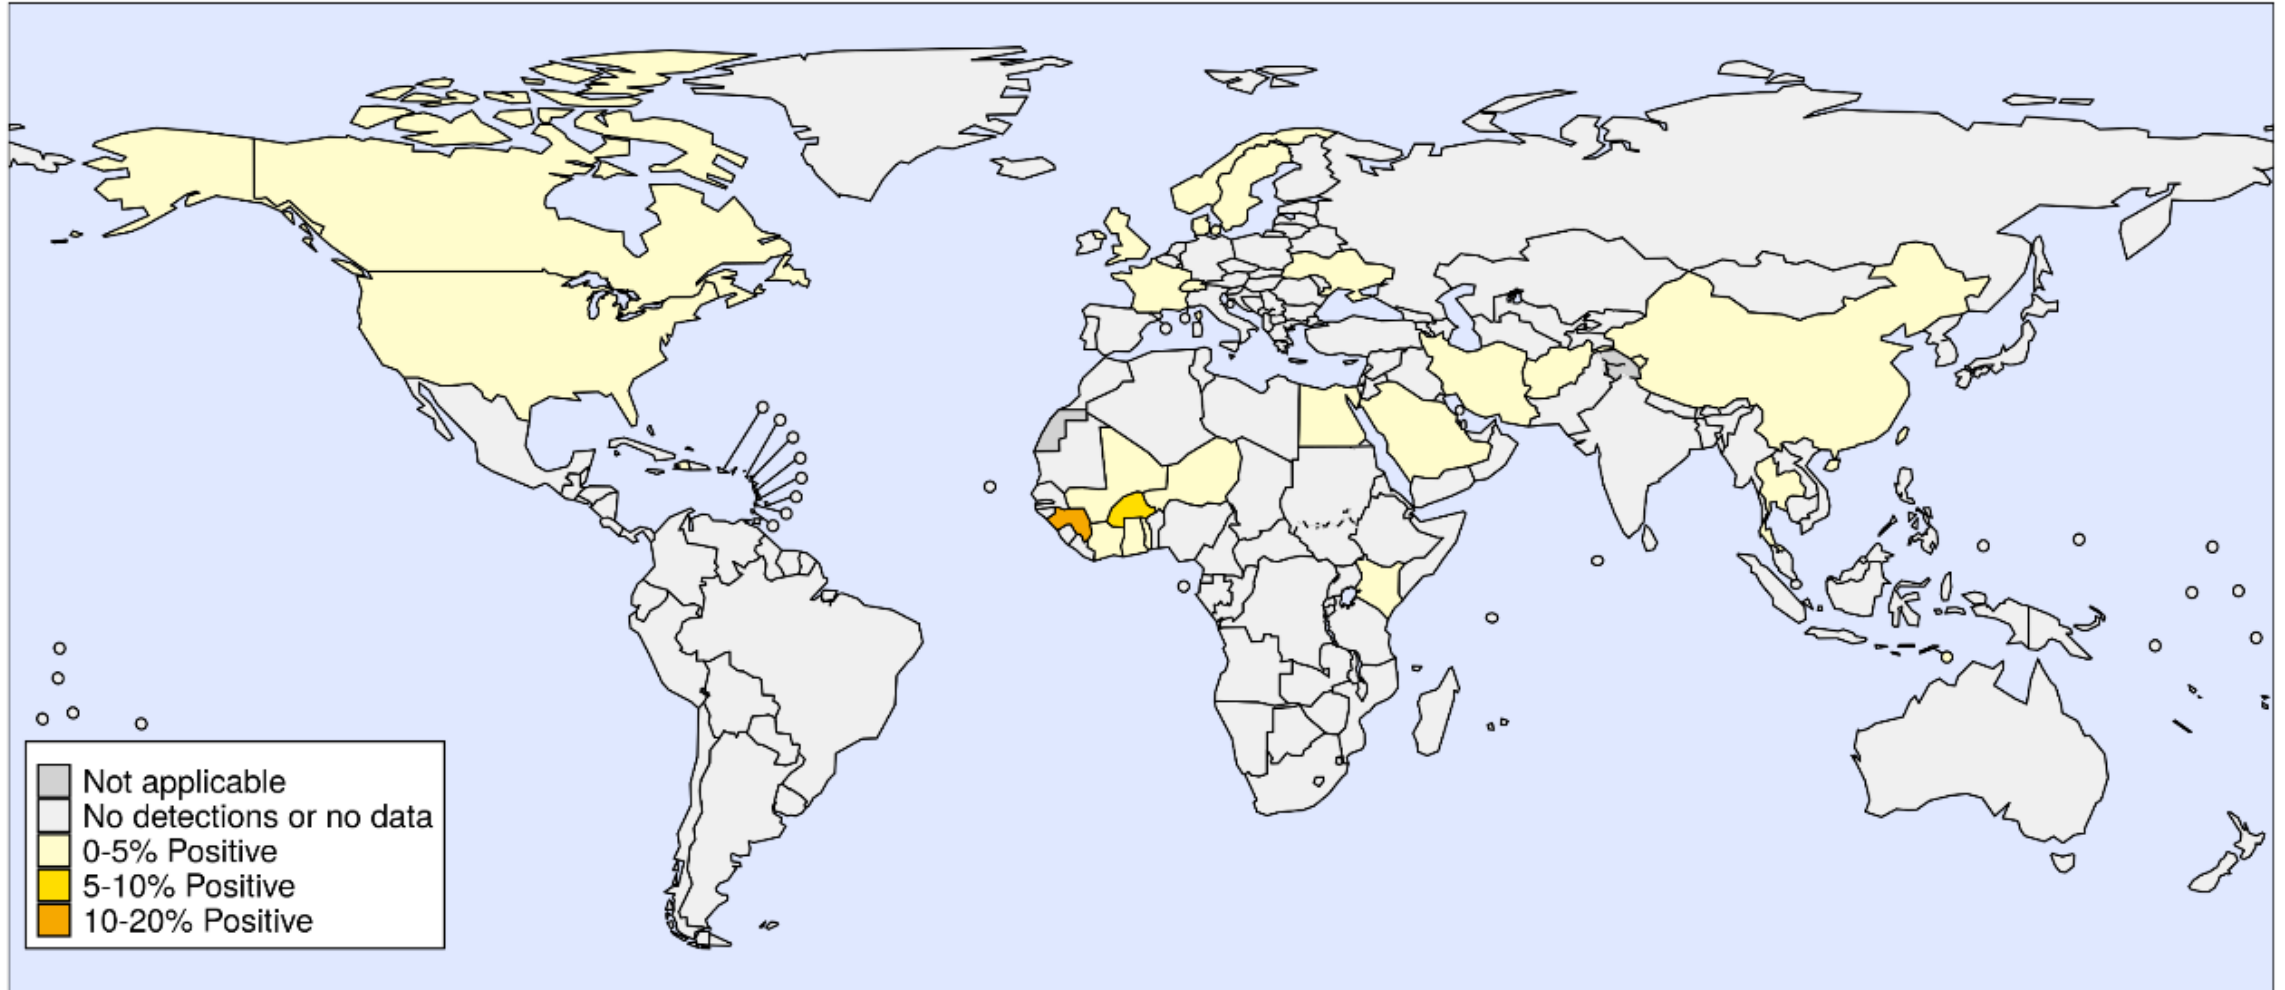 Not applicable
No detections or no data
0-5% Positive
5-10% Positive
10-20% Positive